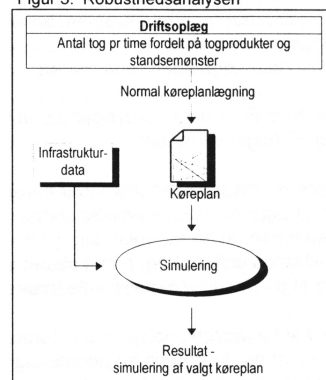 Figur 3: Robusthedsanalysen
Driftsoplæg
Antal tog pr time fordelt på togprodukter og
standsemønster
Normal køreplanlægning
Infrastruktur-
data
Køreplan
Simulering
Resultat -
simulering af valgt køreplan